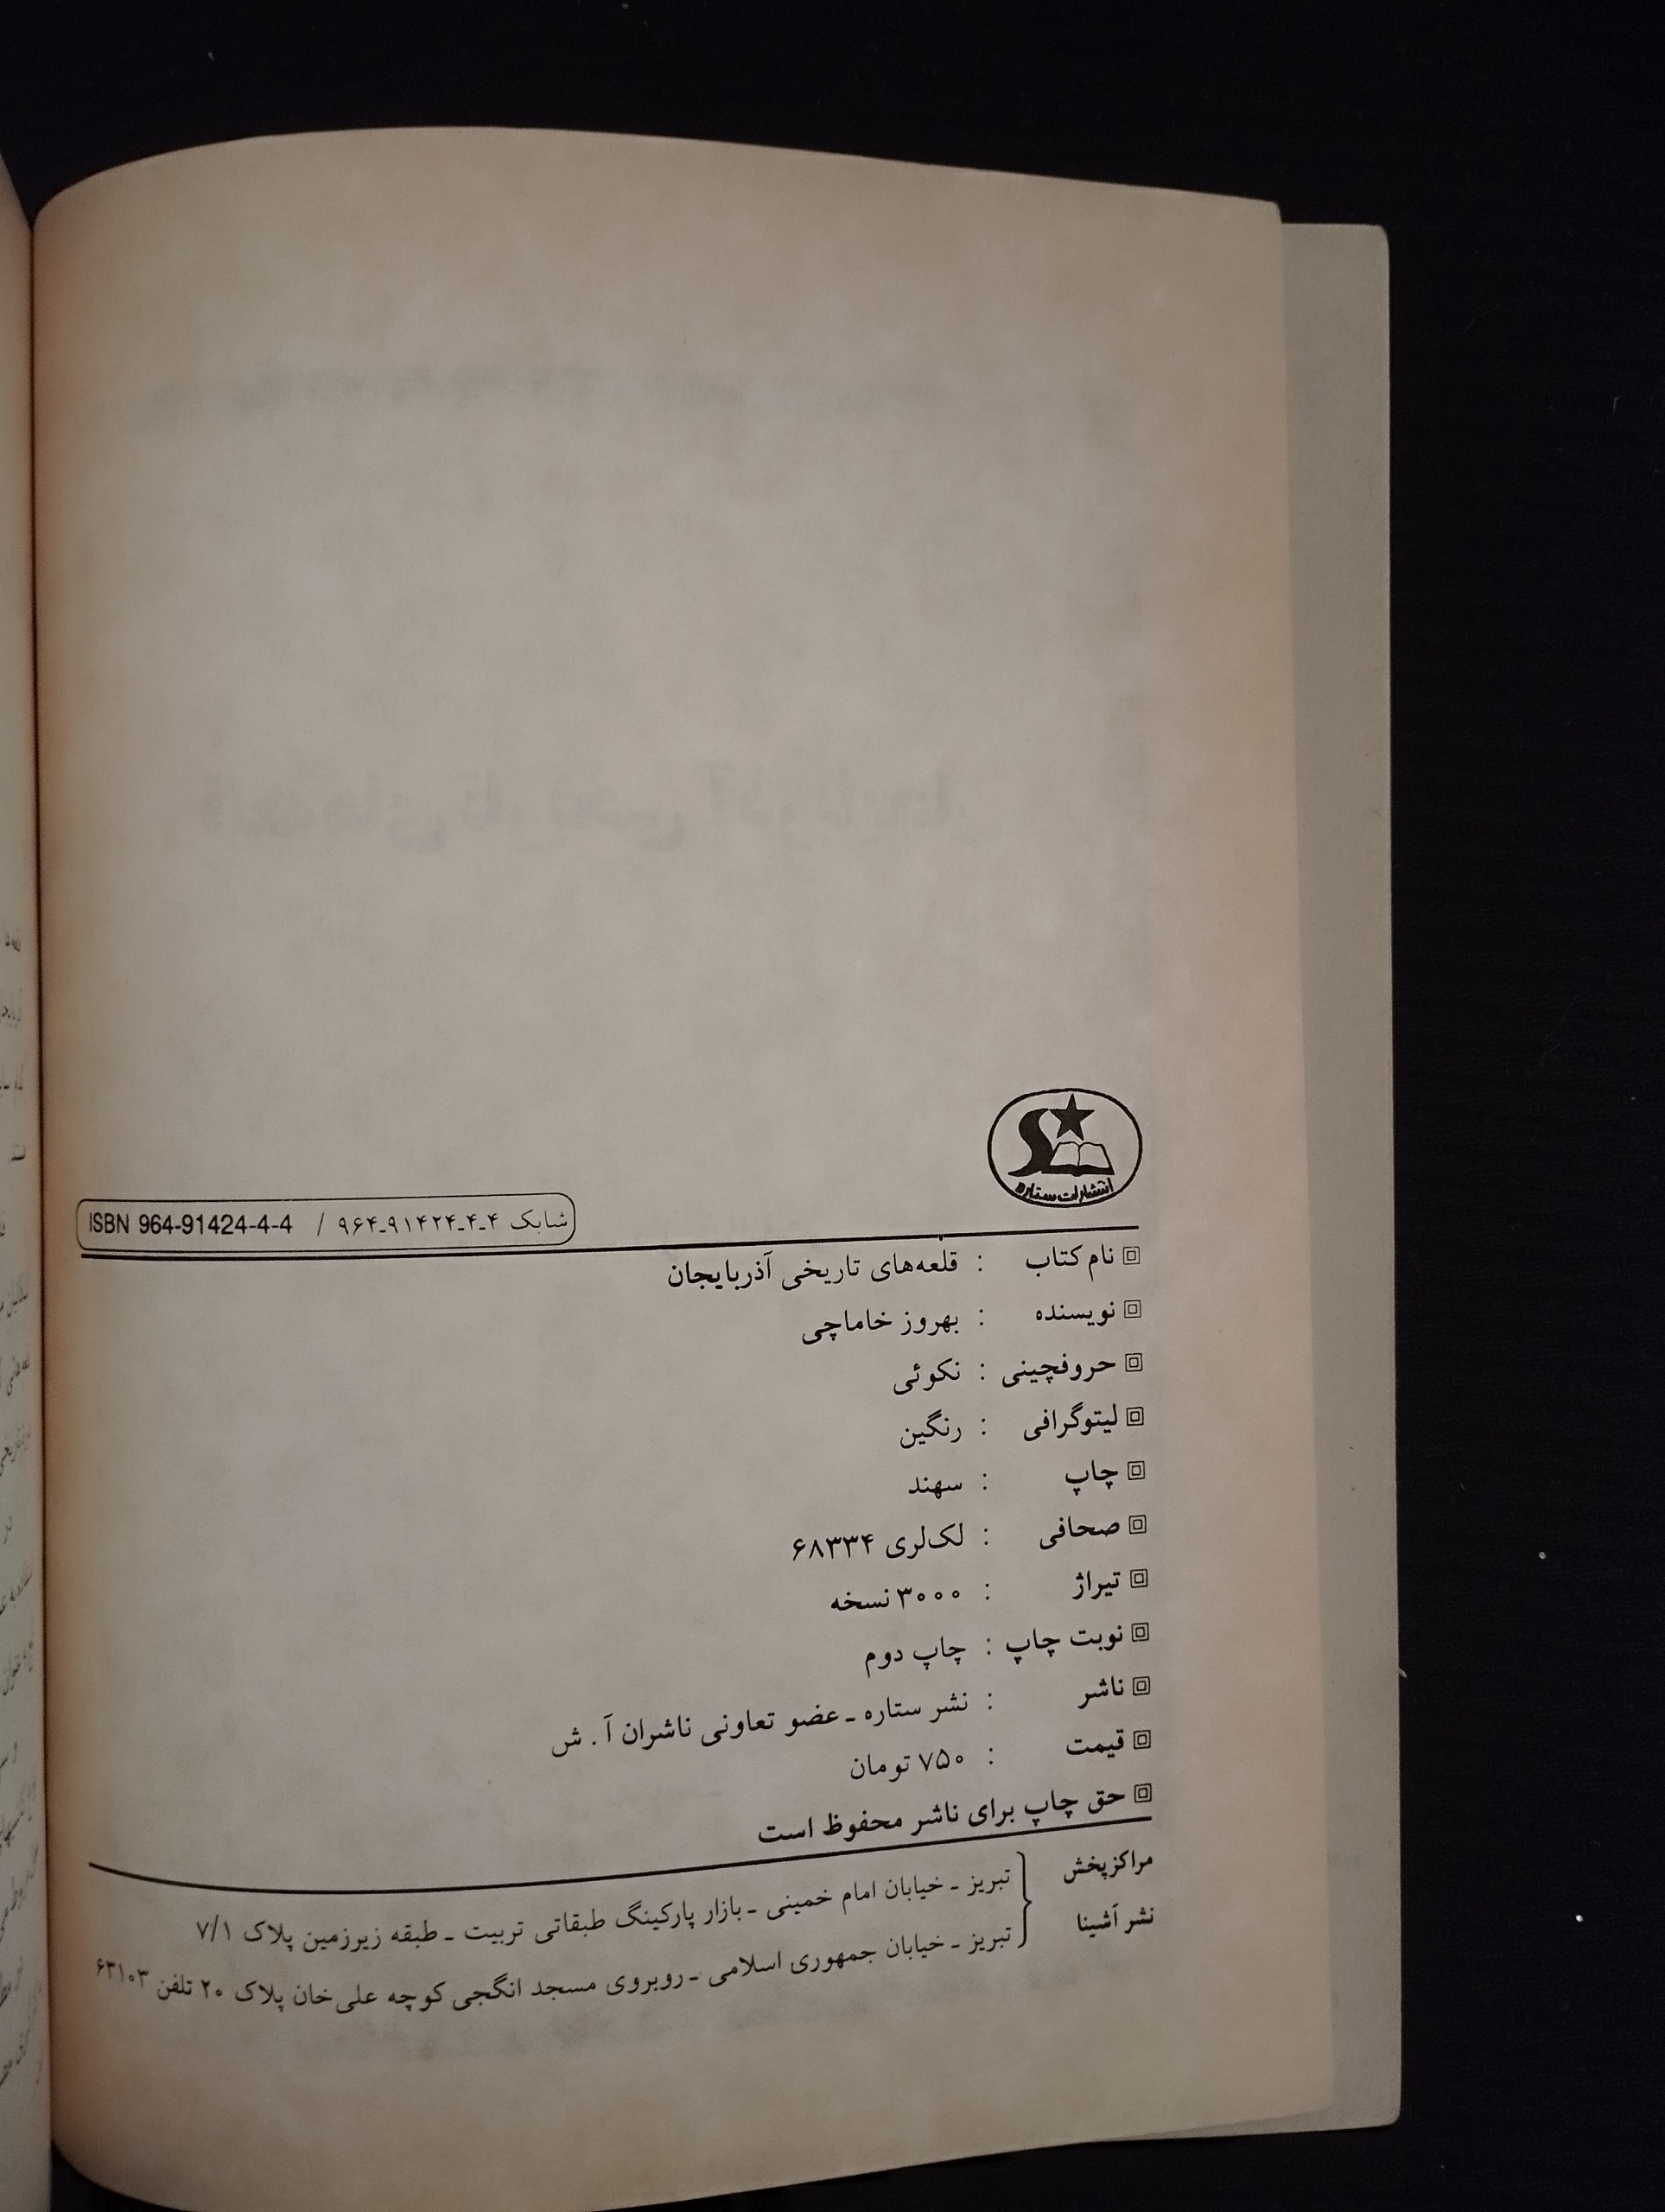 انتشارات ستاره
شابک ۴-۴-۹۱۴۲۴-۹۶۴ / ISBN 964-91424-4-4
نام کتاب : قلعه‌های تاریخی آذربایجان
نویسنده : بهروز خاماچی
حروفچینی : نکوئی
لیتوگرافی : رنگین
چاپ : سهند
صحافی : لک‌لری ۶۸۳۳۴
تیراژ : ۳۰۰۰ نسخه
نوبت چاپ : چاپ دوم
ناشر : نشر ستاره ـ عضو تعاونی ناشران آ . ش
قیمت : ۷۵۰ تومان
حق چاپ برای ناشر محفوظ است
مراکز پخش تبریز ـ خیابان امام خمینی ـ بازار پارکینگ طبقاتی تربیت ـ طبقه زیرزمین پلاک ۷/۱
نشر آشینا تبریز ـ خیابان جمهوری اسلامی ـ روبروی مسجد انگجی کوچه علی‌خان پلاک ۲۰ تلفن ۶۳۱۰۳